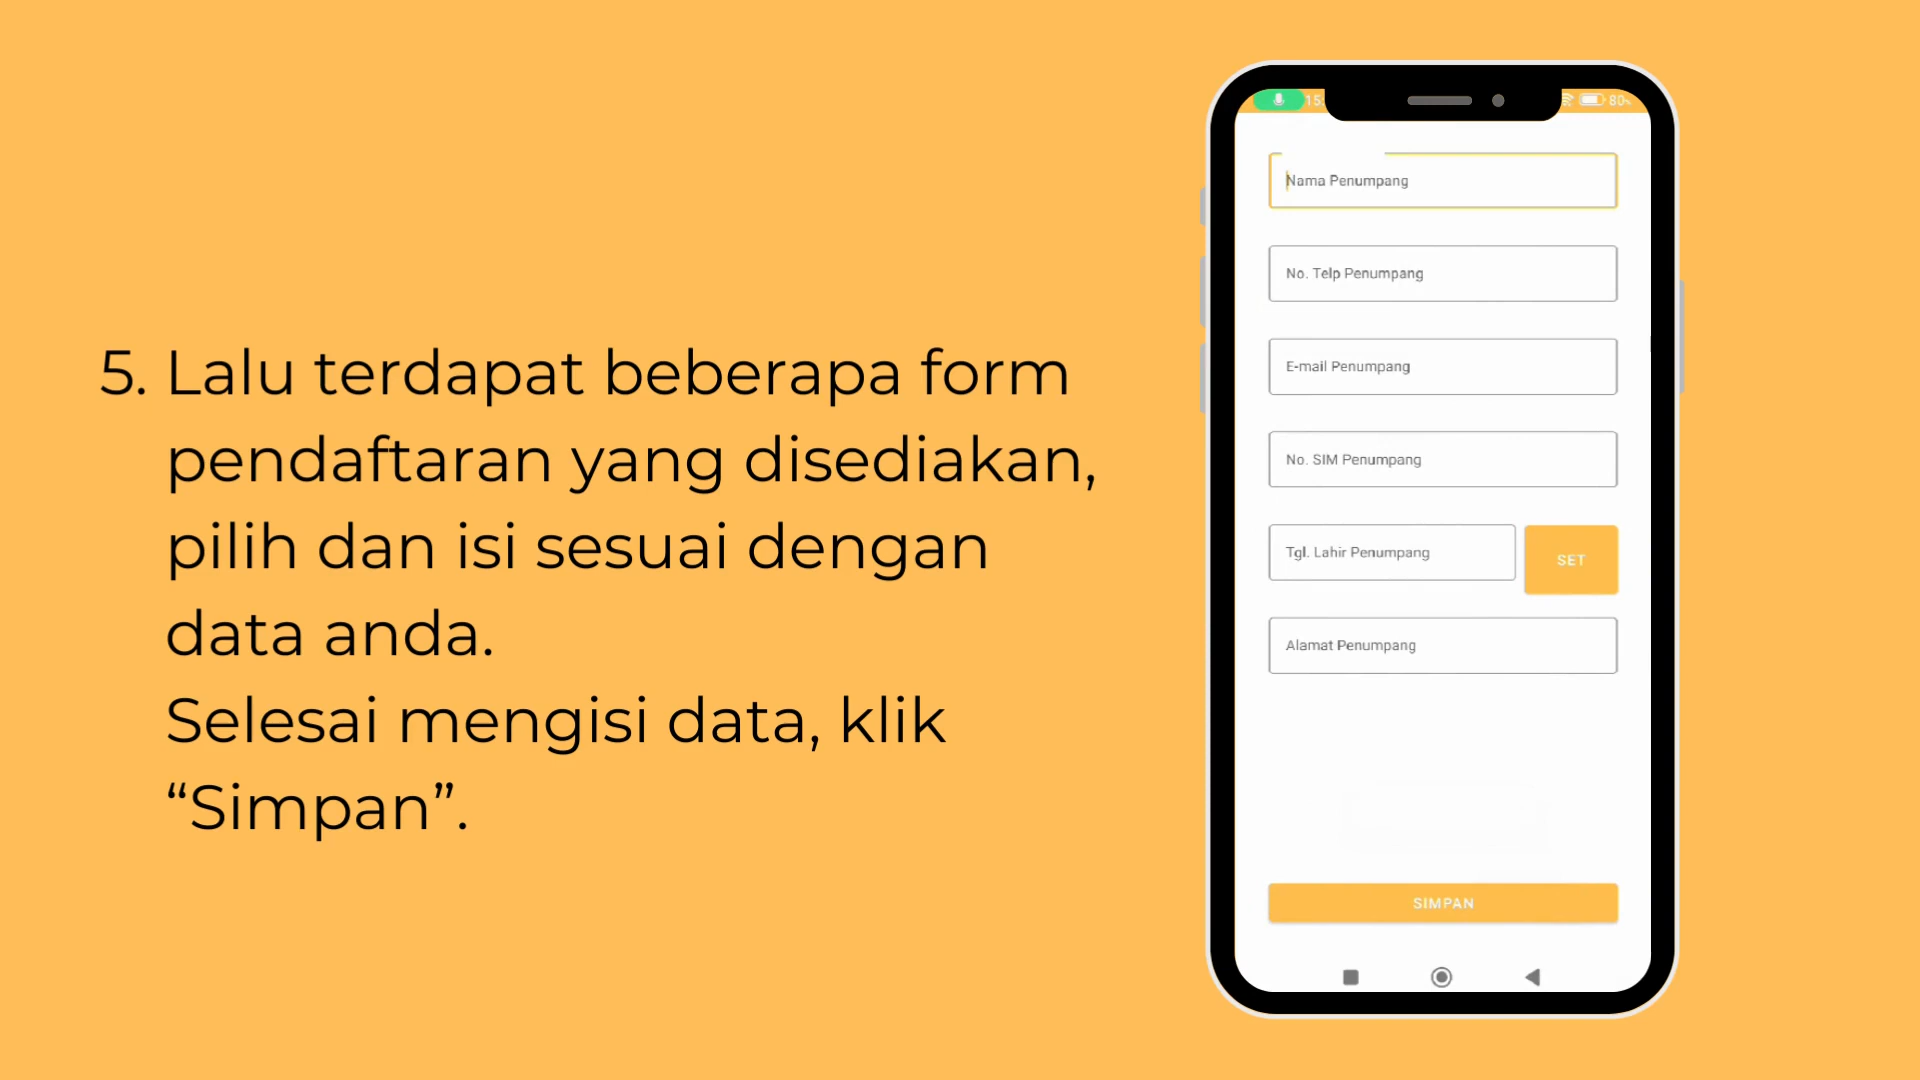 5. Lalu terdapat beberapa form
pendaftaran yang disediakan,
pilih dan isi sesuai dengan
data anda.
Selesai mengisi data, klik
“Simpan”.
80%
Nama Penumpang
No. Telp Penumpang
E-mail Penumpang
No. SIM Penumpang
Tgl. Lahir Penumpang
SET
Alamat Penumpang
SIMPAN